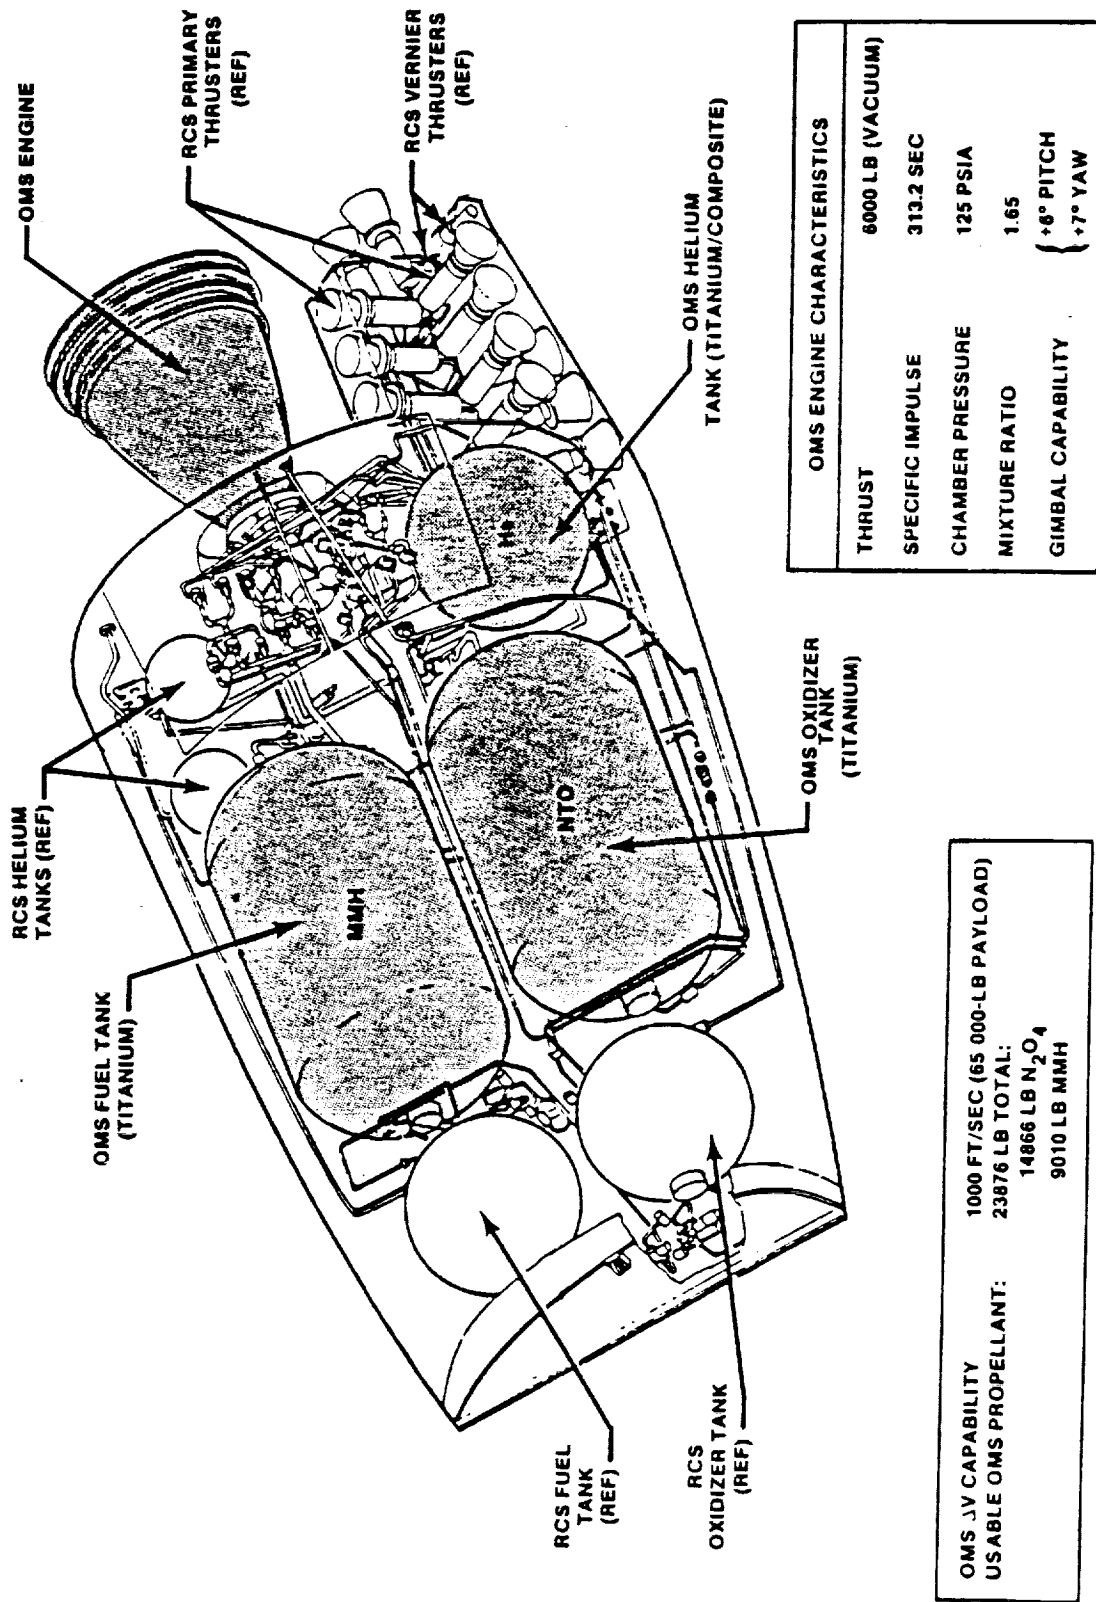 RCS HELIUM
TANKS (REF)
OMS ENGINE
RCS PRIMARY
THRUSTERS
(REF)
RCS VERNIER
THRUSTERS
(REF)
OMS FUEL TANK
(TITANIUM)
MMH
NTO
He
OMS HELIUM
TANK (TITANIUM/COMPOSITE)
OMS OXIDIZER
TANK
(TITANIUM)
RCS FUEL
TANK
(REF)
RCS
OXIDIZER TANK
(REF)
OMS ΔV CAPABILITY 1000 FT/SEC (65 000-LB PAYLOAD)
USABLE OMS PROPELLANT: 23876 LB TOTAL:
14866 LB N2O4
9010 LB MMH
OMS ENGINE CHARACTERISTICS
THRUST 6000 LB (VACUUM)
SPECIFIC IMPULSE 313.2 SEC
CHAMBER PRESSURE 125 PSIA
MIXTURE RATIO 1.65
GIMBAL CAPABILITY { +6° PITCH
{ +7° YAW